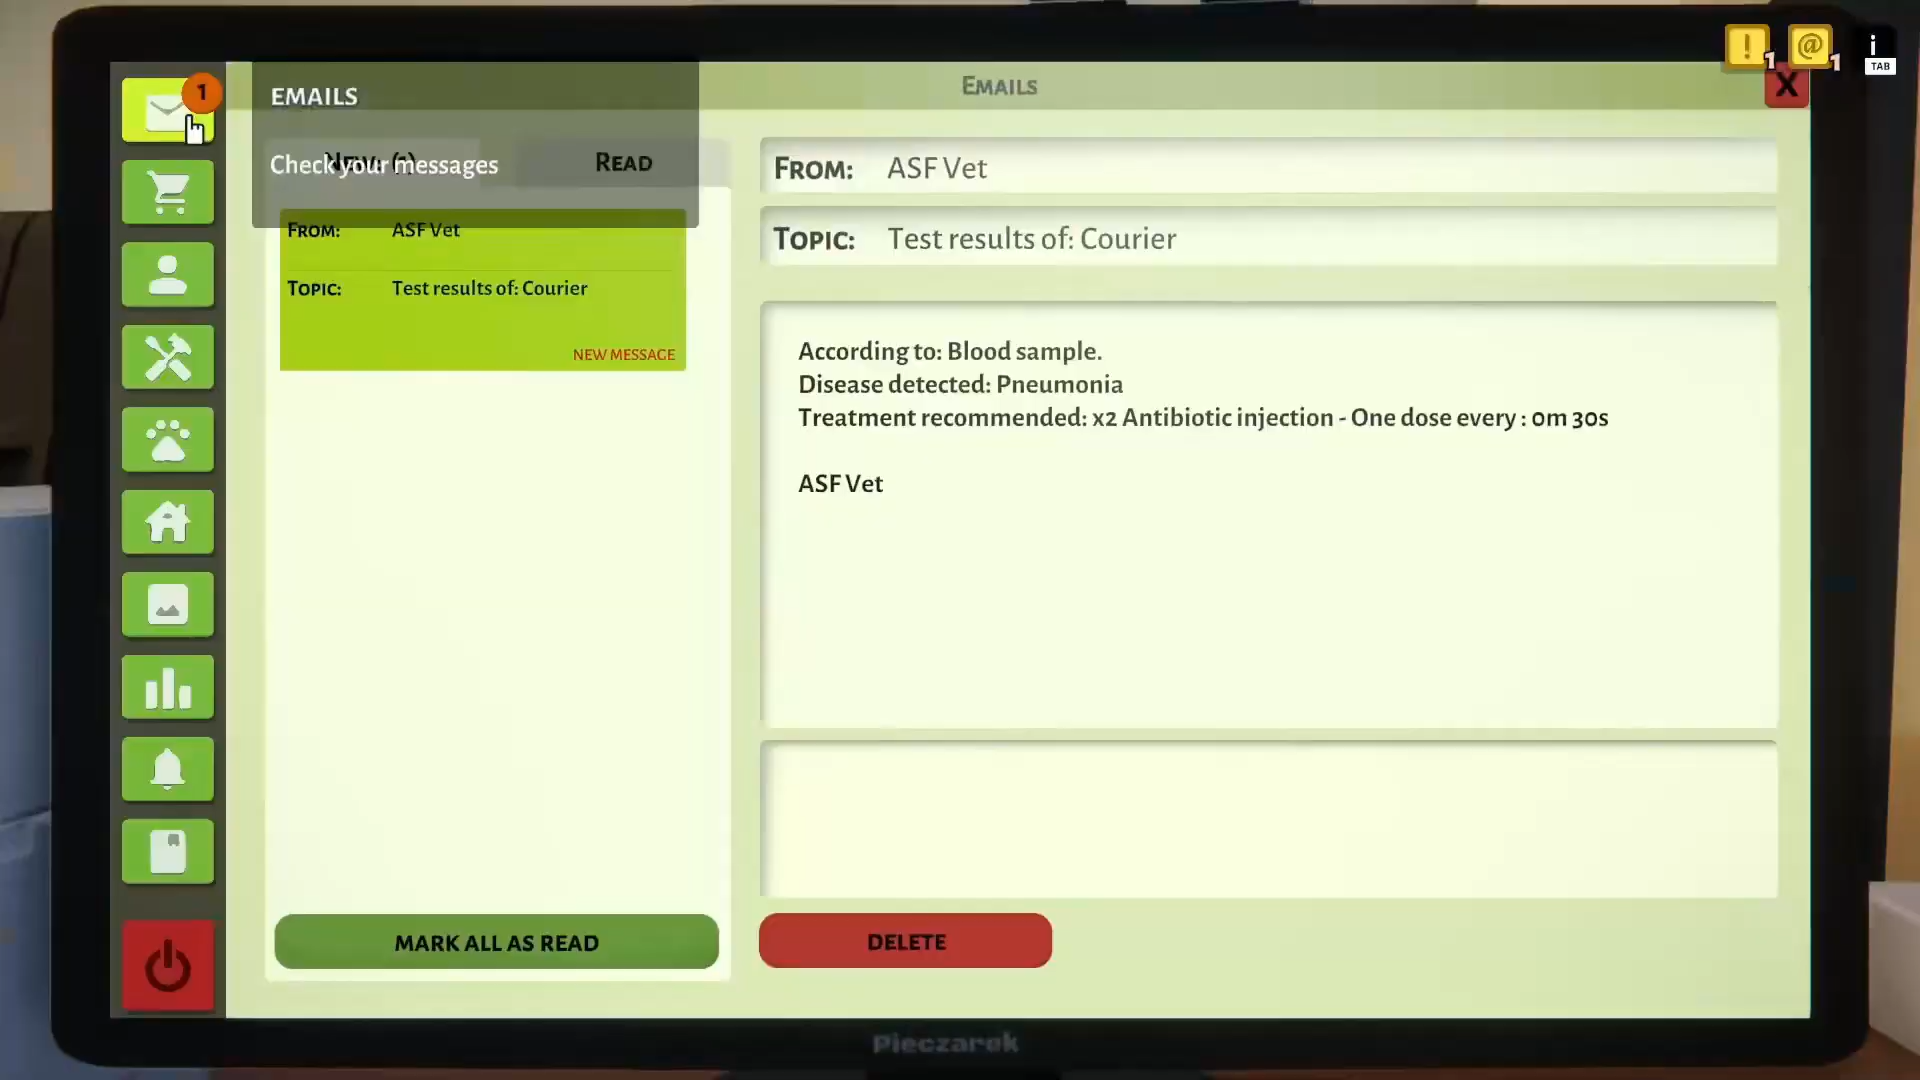 1
1
1
i
TAB
EMAILS
Check your messages
New: (1)
READ
EMAILS
X
FROM: ASF Vet
TOPIC: Test results of: Courier
NEW MESSAGE
FROM: ASF Vet
TOPIC: Test results of: Courier
According to: Blood sample.
Disease detected: Pneumonia
Treatment recommended: x2 Antibiotic injection - One dose every : 0m 30s
ASF Vet
MARK ALL AS READ
DELETE
Pieczarek